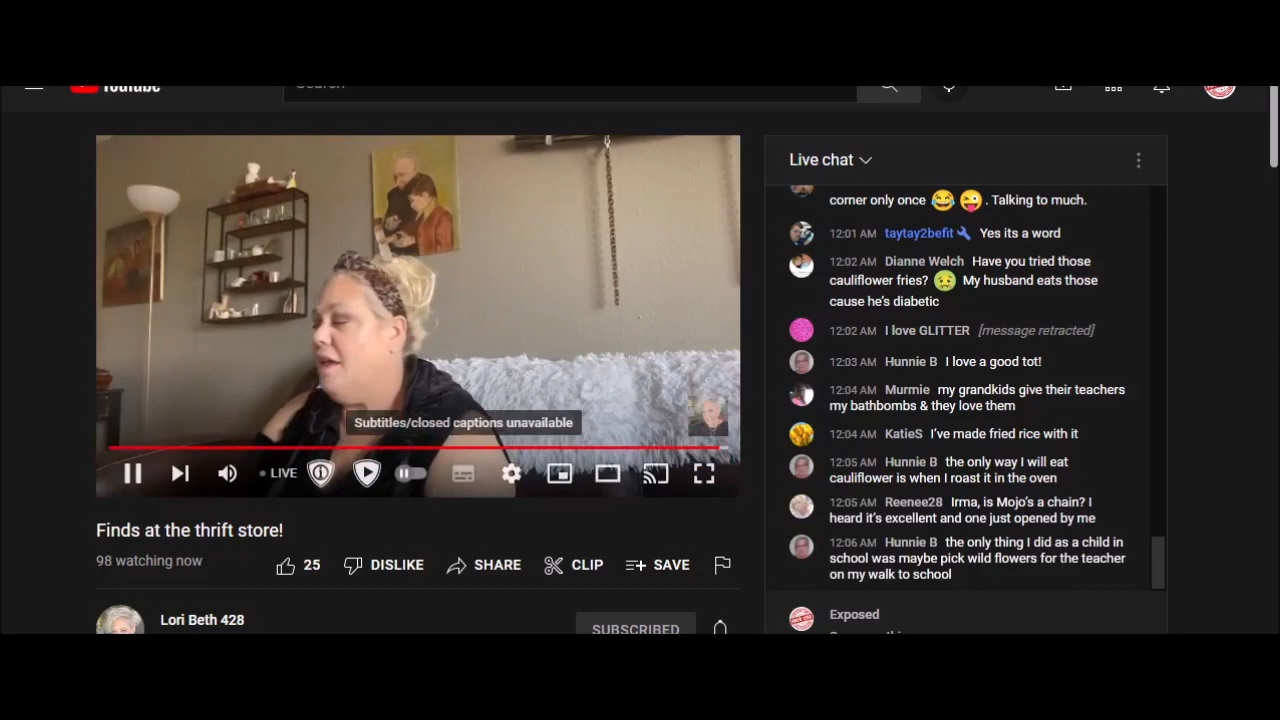 YouTube
Search
Live chat
corner only once 😂 😜 . Talking to much.
12:01 AM taytay2befit Yes its a word
12:02 AM Dianne Welch Have you tried those
cauliflower fries? 🤢 My husband eats those
cause he's diabetic
12:02 AM I love GLITTER [message retracted]
12:03 AM Hunnie B I love a good tot!
12:04 AM Murmie my grandkids give their teachers
my bathbombs & they love them
12:04 AM KatieS I've made fried rice with it
12:05 AM Hunnie B the only way I will eat
cauliflower is when I roast it in the oven
12:05 AM Reenee28 Irma, is Mojo's a chain? I
heard it's excellent and one just opened by me
12:06 AM Hunnie B the only thing I did as a child in
school was maybe pick wild flowers for the teacher
on my walk to school
Exposed
Subtitles/closed captions unavailable
LIVE
Finds at the thrift store!
98 watching now
25 DISLIKE SHARE CLIP SAVE
Lori Beth 428
SUBSCRIBED